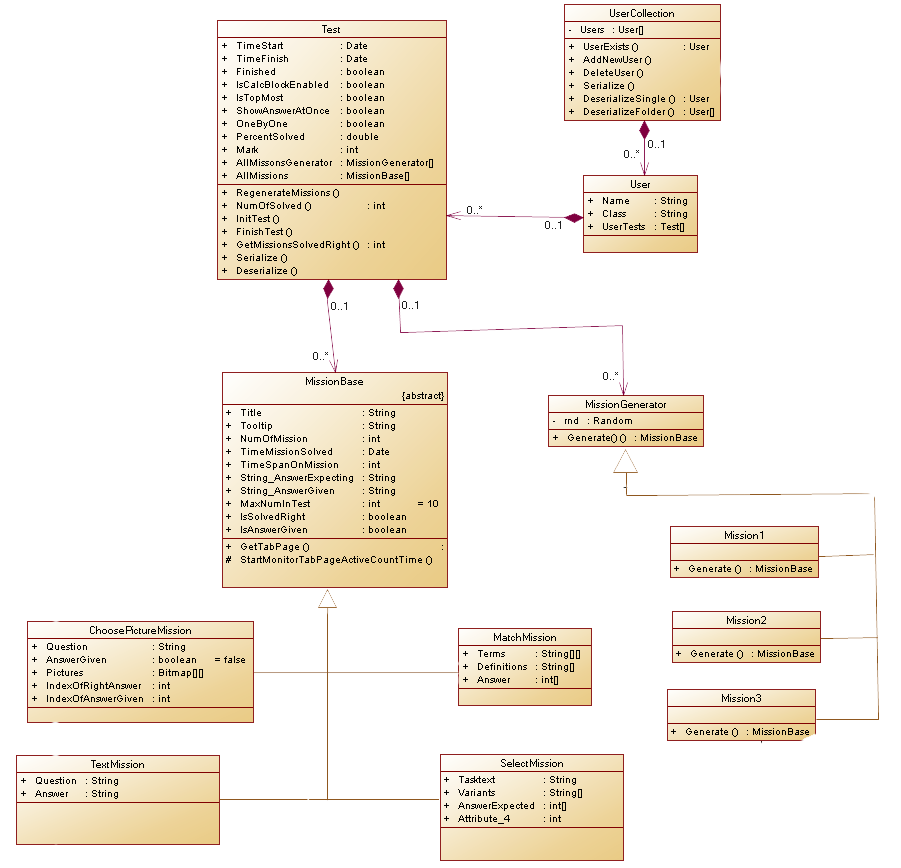 Test
+ TimeStart : Date
+ TimeFinish : Date
+ Finished : boolean
+ IsCalcBlockEnabled : boolean
+ IsTopMost : boolean
+ ShowAnswerAtOnce : boolean
+ OneByOne : boolean
+ PercentSolved : double
+ Mark : int
+ AllMissonsGenerator : MissionGenerator[]
+ AllMissions : MissionBase[]
+ RegenerateMissions ()
+ NumOfSolved () : int
+ InitTest ()
+ FinishTest ()
+ GetMissionsSolvedRight () : int
+ Serialize ()
+ Deserialize ()
UserCollection
- Users : User[]
+ UserExists () : User
+ AddNewUser ()
+ DeleteUser ()
+ Serialize ()
+ DeserializeSingle () : User
+ DeserializeFolder () : User[]
0..1
0..*
User
+ Name : String
+ Class : String
+ UserTests : Test[]
0..*
0..1
0..1
0..1
0..*
0..*
MissionBase
{abstract}
+ Title : String
+ Tooltip : String
+ NumOfMission : int
+ TimeMissionSolved : Date
+ TimeSpanOnMission : int
+ String_AnswerExpecting : String
+ String_AnswerGiven : String
+ MaxNumInTest : int = 10
+ IsSolvedRight : boolean
+ IsAnswerGiven : boolean
+ GetTabPage () :
# StartMonitorTabPageActiveCountTime ()
MissionGenerator
- rnd : Random
+ Generate() () : MissionBase
Mission1
+ Generate () : MissionBase
Mission2
+ Generate () : MissionBase
Mission3
+ Generate () : MissionBase
ChoosePictureMission
+ Question : String
+ AnswerGiven : boolean = false
+ Pictures : Bitmap[][]
+ IndexOfRightAnswer : int
+ IndexOfAnswerGiven : int
MatchMission
+ Terms : String[][]
+ Definitions : String[]
+ Answer : int[]
TextMission
+ Question : String
+ Answer : String
SelectMission
+ Tasktext : String
+ Variants : String[]
+ AnswerExpected : int[]
+ Attribute_4 : int